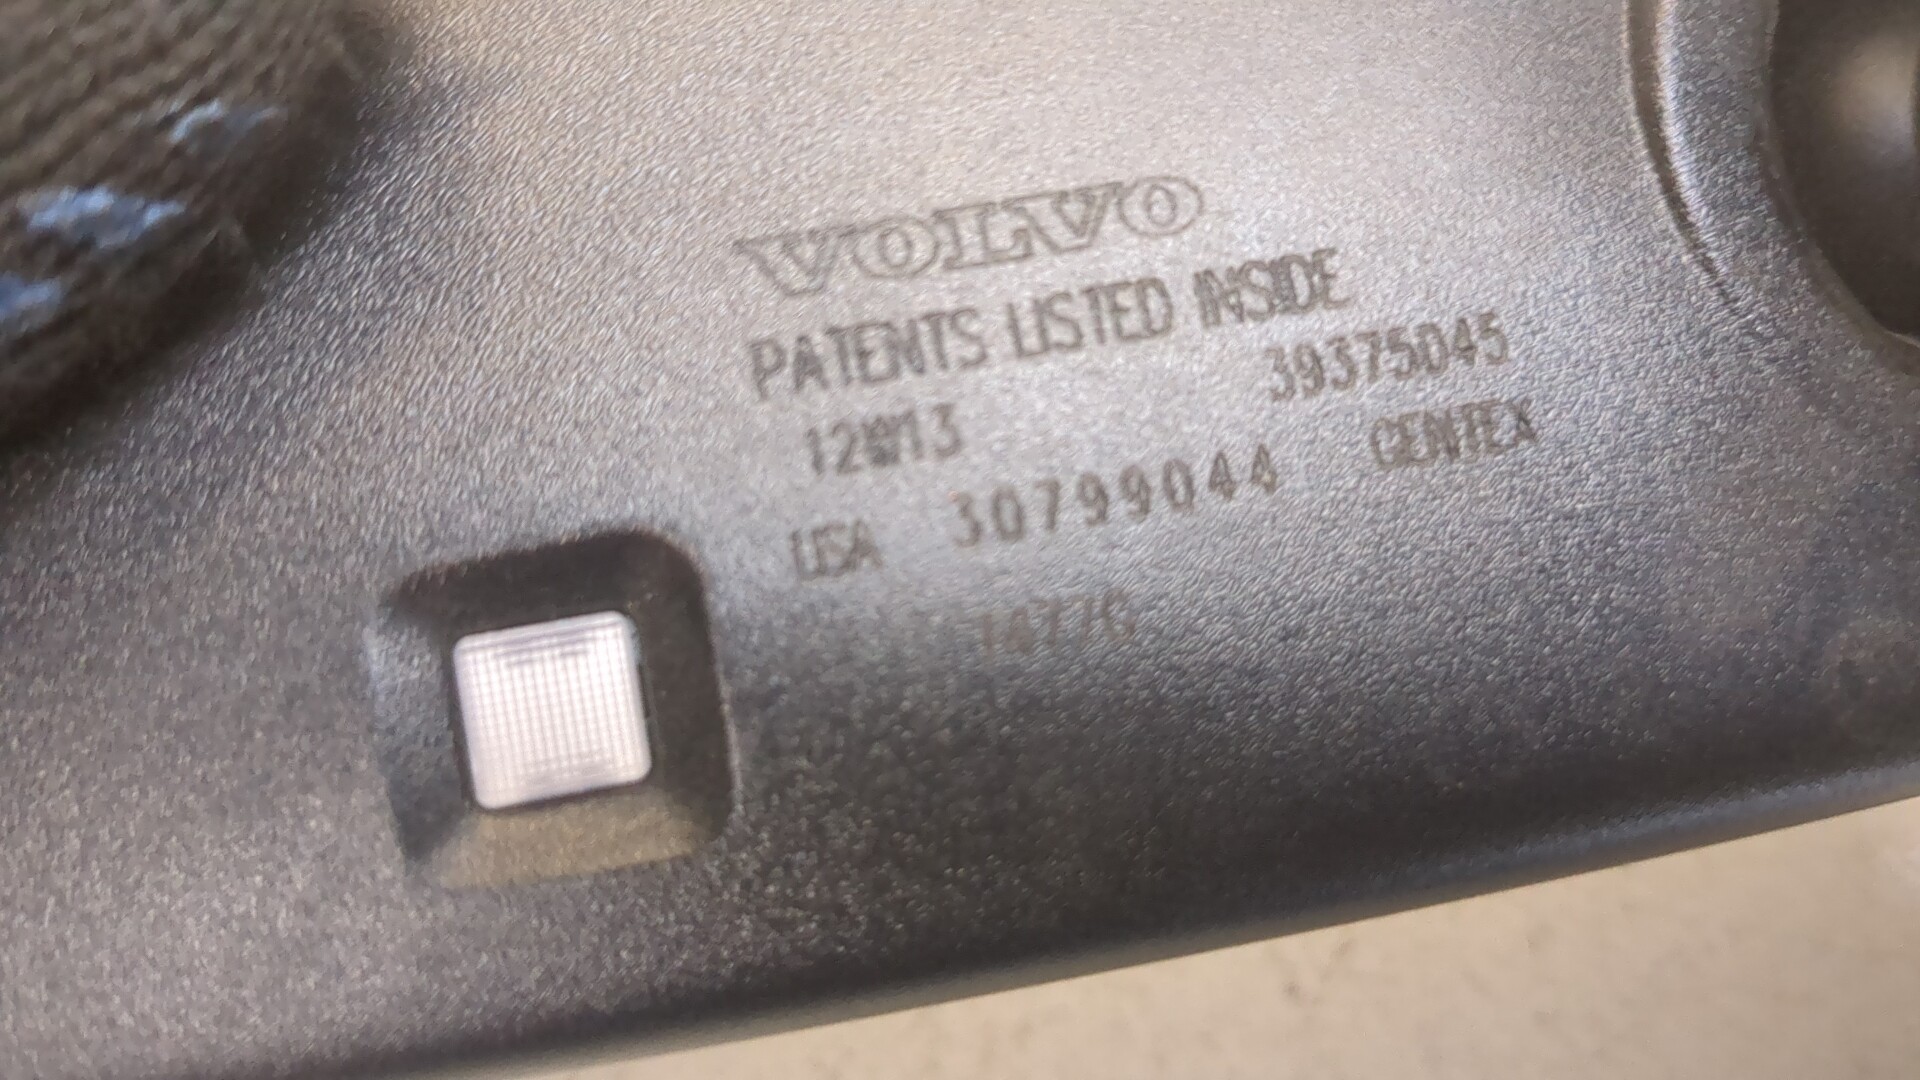 VOLVO
PATENTS LISTED INSIDE
12W13 39375045
USA 30799044 GENTEX